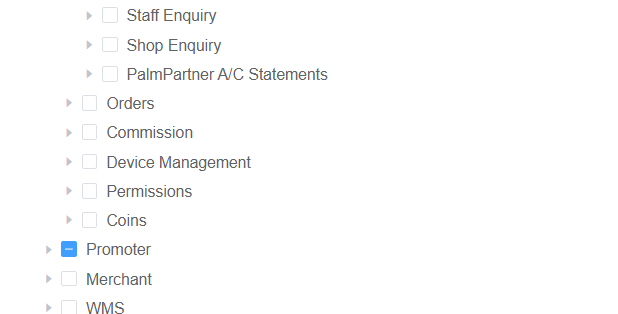 Staff Enquiry
Shop Enquiry
PalmPartner A/C Statements
Orders
Commission
Device Management
Permissions
Coins
Promoter
Merchant
WMS